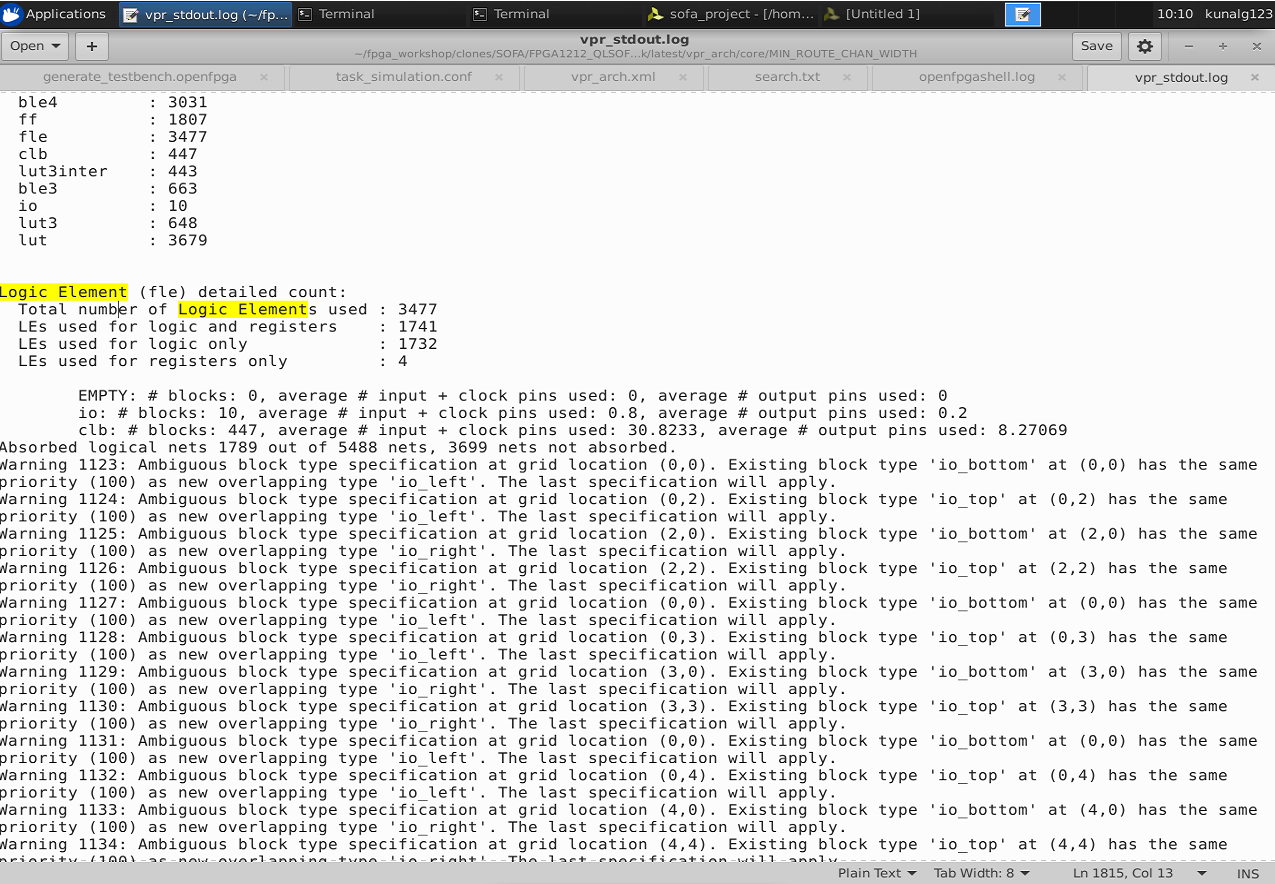 Applications vpr_stdout.log (~/fp... Terminal Terminal sofa_project - [/hom... [Untitled 1] 10:10 kunalg123
Open + vpr_stdout.log Save
~/fpga_workshop/clones/SOFA/FPGA1212_QLSOF...k/latest/vpr_arch/core/MIN_ROUTE_CHAN_WIDTH
generate_testbench.openfpga task_simulation.conf vpr_arch.xml search.txt openfpgashell.log vpr_stdout.log
ble4 : 3031
ff : 1807
fle : 3477
clb : 447
lut3inter : 443
ble3 : 663
io : 10
lut3 : 648
lut : 3679
Logic Element (fle) detailed count:
Total number of Logic Elements used : 3477
LEs used for logic and registers : 1741
LEs used for logic only : 1732
LEs used for registers only : 4
EMPTY: # blocks: 0, average # input + clock pins used: 0, average # output pins used: 0
io: # blocks: 10, average # input + clock pins used: 0.8, average # output pins used: 0.2
clb: # blocks: 447, average # input + clock pins used: 30.8233, average # output pins used: 8.27069
Absorbed logical nets 1789 out of 5488 nets, 3699 nets not absorbed.
Warning 1123: Ambiguous block type specification at grid location (0,0). Existing block type 'io_bottom' at (0,0) has the same
priority (100) as new overlapping type 'io_left'. The last specification will apply.
Warning 1124: Ambiguous block type specification at grid location (0,2). Existing block type 'io_top' at (0,2) has the same
priority (100) as new overlapping type 'io_left'. The last specification will apply.
Warning 1125: Ambiguous block type specification at grid location (2,0). Existing block type 'io_bottom' at (2,0) has the same
priority (100) as new overlapping type 'io_right'. The last specification will apply.
Warning 1126: Ambiguous block type specification at grid location (2,2). Existing block type 'io_top' at (2,2) has the same
priority (100) as new overlapping type 'io_right'. The last specification will apply.
Warning 1127: Ambiguous block type specification at grid location (0,0). Existing block type 'io_bottom' at (0,0) has the same
priority (100) as new overlapping type 'io_left'. The last specification will apply.
Warning 1128: Ambiguous block type specification at grid location (0,3). Existing block type 'io_top' at (0,3) has the same
priority (100) as new overlapping type 'io_left'. The last specification will apply.
Warning 1129: Ambiguous block type specification at grid location (3,0). Existing block type 'io_bottom' at (3,0) has the same
priority (100) as new overlapping type 'io_right'. The last specification will apply.
Warning 1130: Ambiguous block type specification at grid location (3,3). Existing block type 'io_top' at (3,3) has the same
priority (100) as new overlapping type 'io_right'. The last specification will apply.
Warning 1131: Ambiguous block type specification at grid location (0,0). Existing block type 'io_bottom' at (0,0) has the same
priority (100) as new overlapping type 'io_left'. The last specification will apply.
Warning 1132: Ambiguous block type specification at grid location (0,4). Existing block type 'io_top' at (0,4) has the same
priority (100) as new overlapping type 'io_left'. The last specification will apply.
Warning 1133: Ambiguous block type specification at grid location (4,0). Existing block type 'io_bottom' at (4,0) has the same
priority (100) as new overlapping type 'io_right'. The last specification will apply.
Warning 1134: Ambiguous block type specification at grid location (4,4). Existing block type 'io_top' at (4,4) has the same
priority (100) as new overlapping type 'io_right'. The last specification will apply.
Plain Text Tab Width: 8 Ln 1815, Col 13 INS